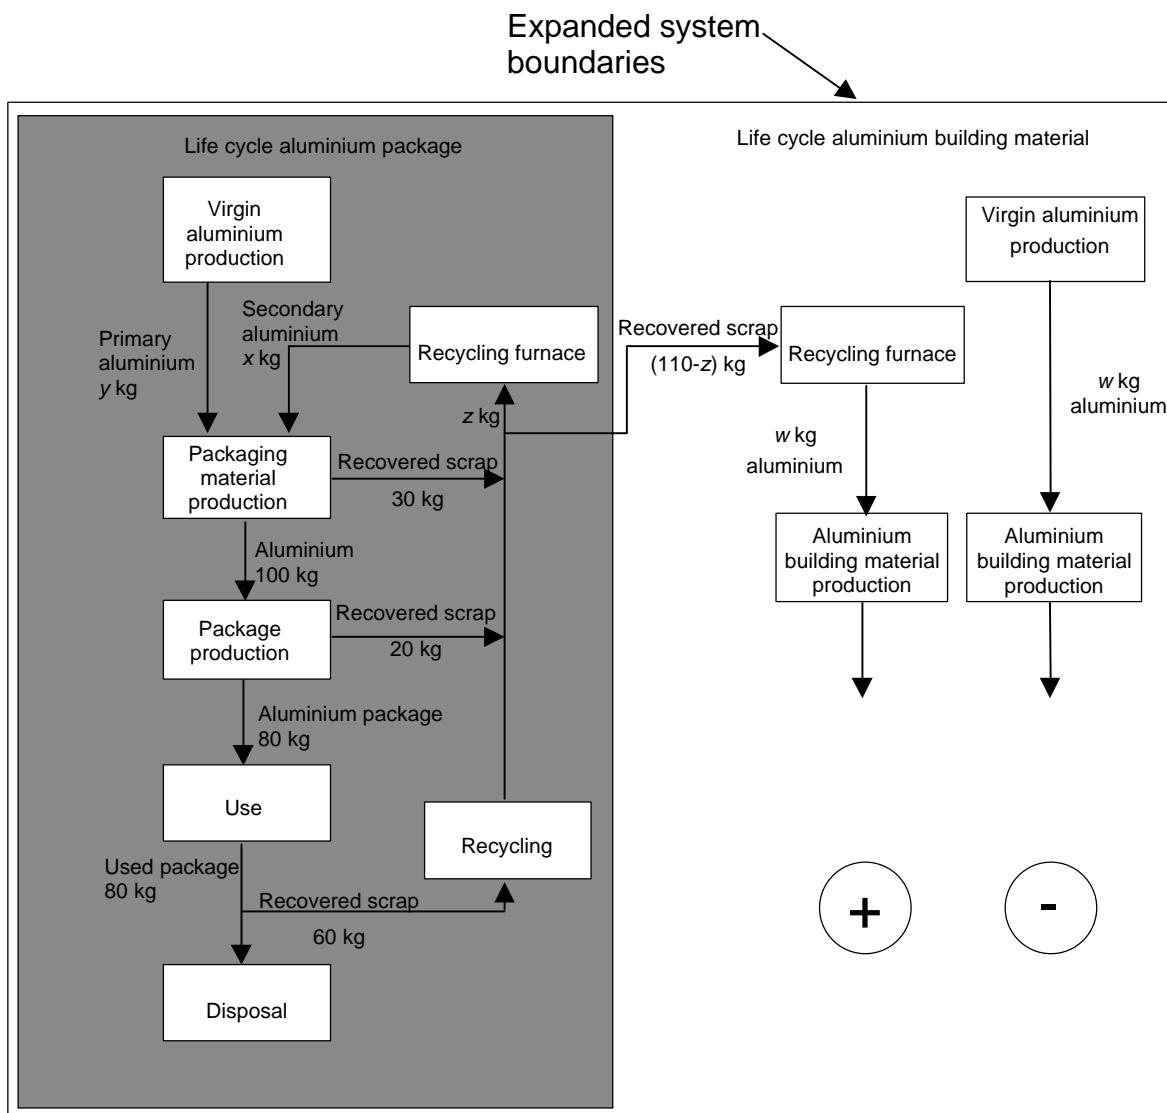 Expanded system
boundaries
Life cycle aluminium package
Life cycle aluminium building material
Virgin
aluminium
production
Virgin aluminium
production
Primary
aluminium
y kg
Secondary
aluminium
x kg
Recycling furnace
Recovered scrap
(110-z) kg
Recycling furnace
w kg
aluminium
z kg
w kg
aluminium
Packaging
material
production
Recovered scrap
30 kg
Aluminium
building material
production
Aluminium
building material
production
Aluminium
100 kg
Package
production
Recovered scrap
20 kg
Aluminium package
80 kg
Use
Recycling
Used package
80 kg
Recovered scrap
60 kg
Disposal
+
-